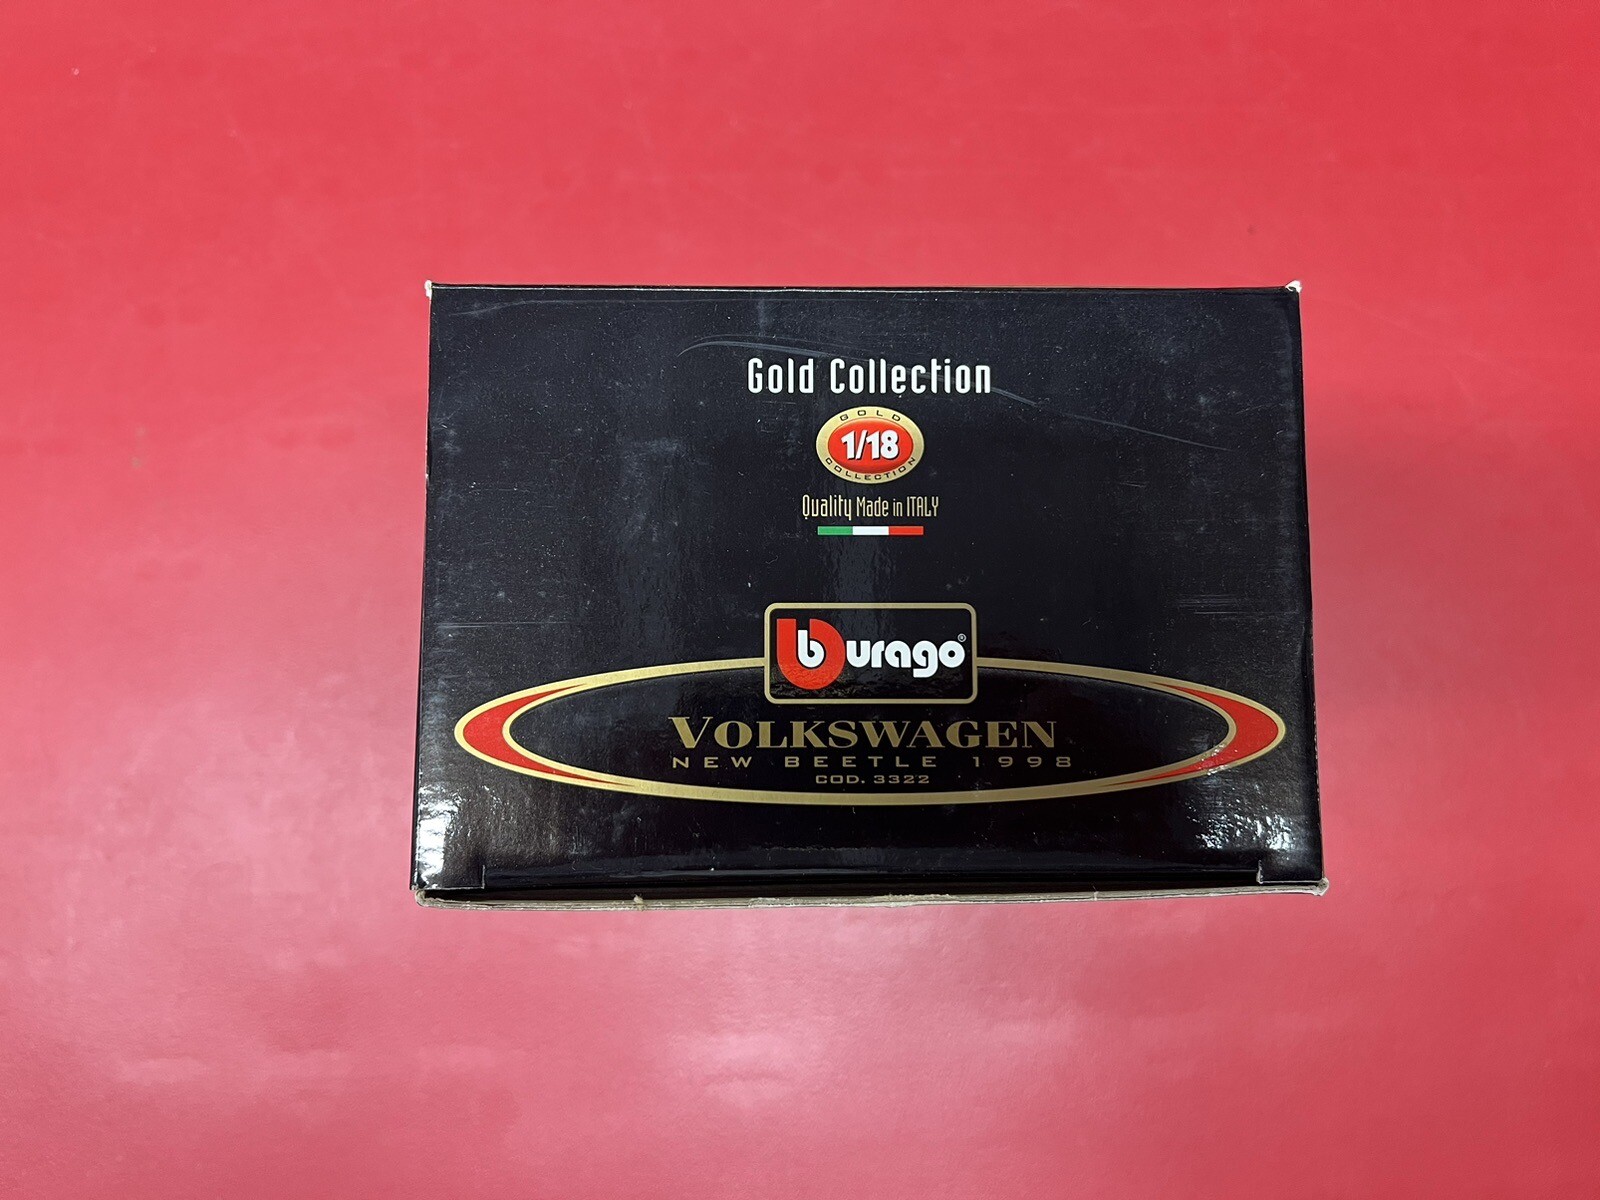 Gold Collection
GOLD
1/18
COLLECTION
Quality Made in ITALY
burago®
VOLKSWAGEN
NEW BEETLE 1998
COD. 3322